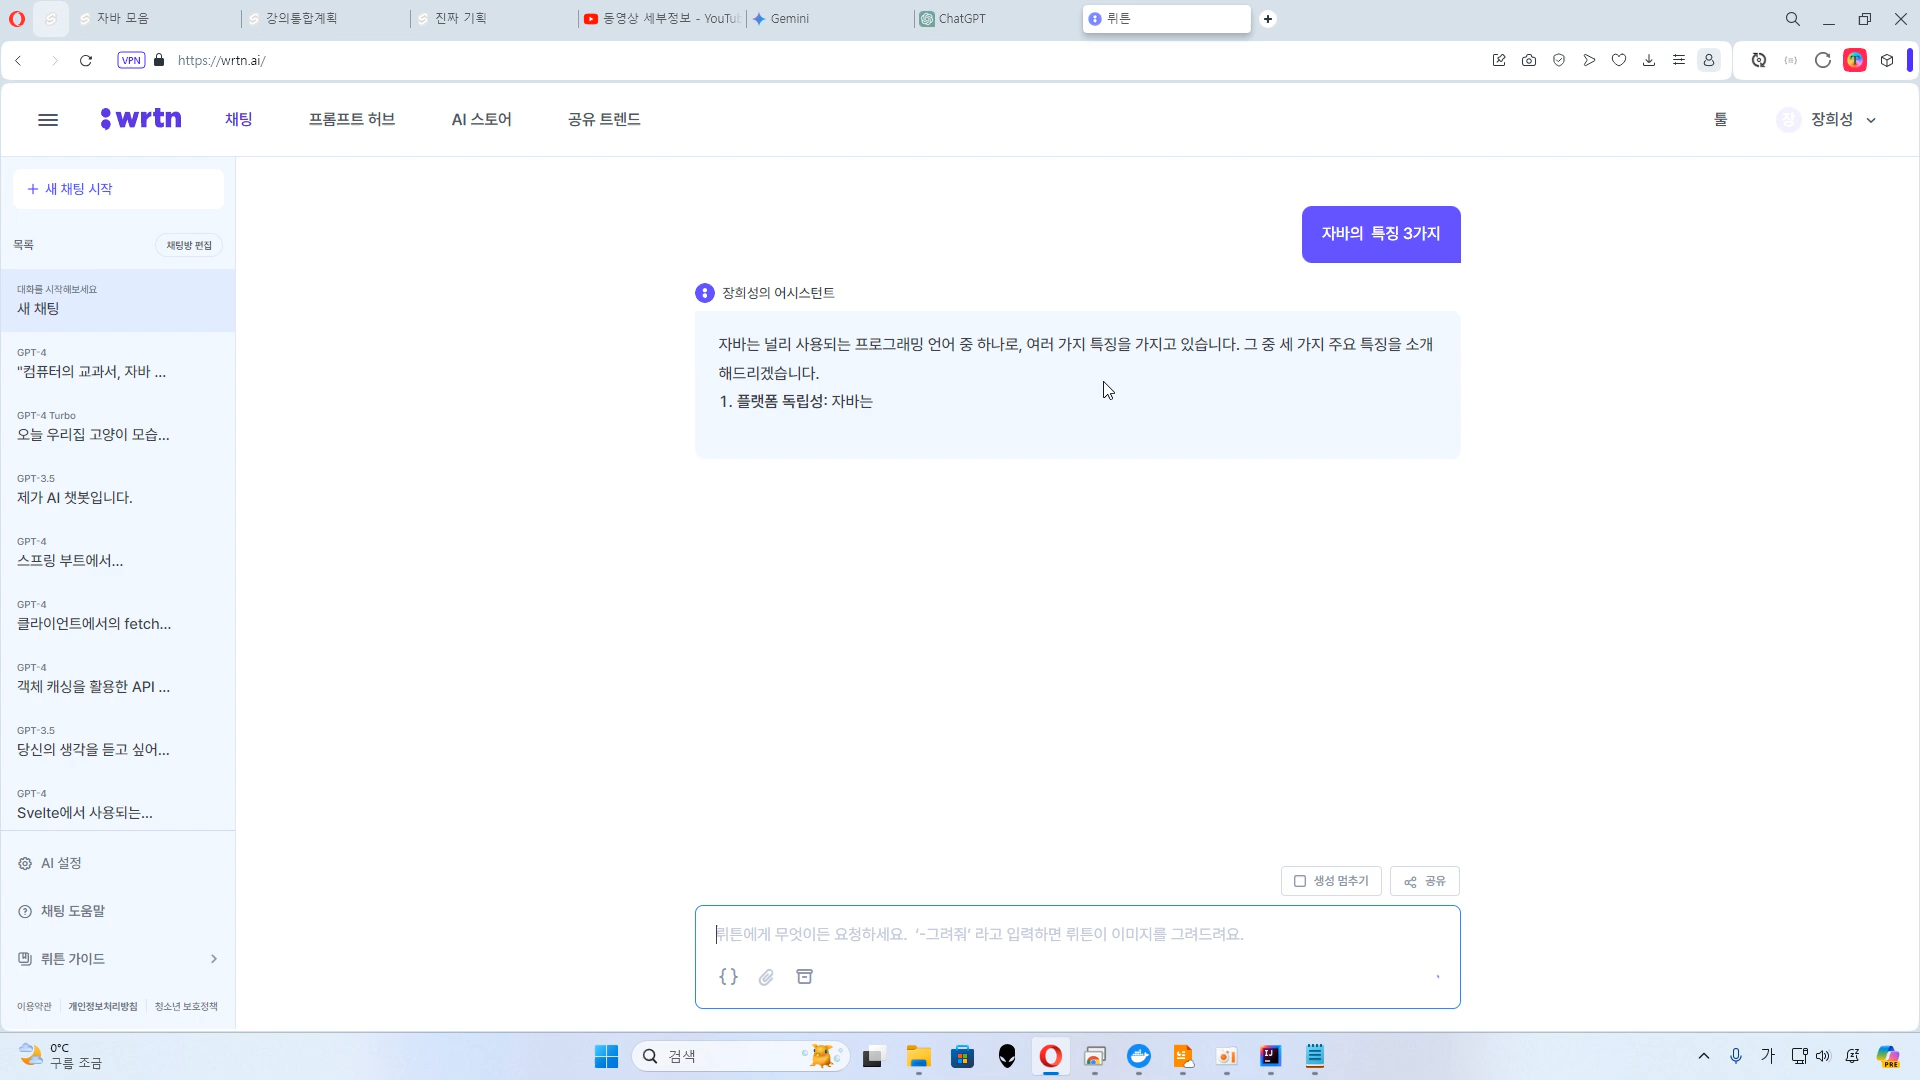 자바 모음
강의통합계획
진짜 기획
동영상 세부정보 - YouTub
Gemini
ChatGPT
뤼튼
VPN
https://wrtn.ai/
wrtn
채팅
프롬프트 허브
AI 스토어
공유 트렌드
툴
장
장희성
+ 새 채팅 시작
목록
채팅방 편집
대화를 시작해보세요
새 채팅
GPT-4
"컴퓨터의 교과서, 자바 ...
GPT-4 Turbo
오늘 우리집 고양이 모습...
GPT-3.5
제가 AI 챗봇입니다.
GPT-4
스프링 부트에서...
GPT-4
클라이언트에서의 fetch...
GPT-4
객체 캐싱을 활용한 API ...
GPT-3.5
당신의 생각을 듣고 싶어...
GPT-4
Svelte에서 사용되는...
AI 설정
채팅 도움말
뤼튼 가이드
이용약관
개인정보처리방침
청소년 보호정책
자바의 특징 3가지
장희성의 어시스턴트
자바는 널리 사용되는 프로그래밍 언어 중 하나로, 여러 가지 특징을 가지고 있습니다. 그 중 세 가지 주요 특징을 소개
해드리겠습니다.
1. 플랫폼 독립성: 자바는
생성 멈추기
공유
뤼튼에게 무엇이든 요청하세요. ‘-그려줘’ 라고 입력하면 뤼튼이 이미지를 그려드려요.
0°C
구름 조금
검색
IJ
가
PRE